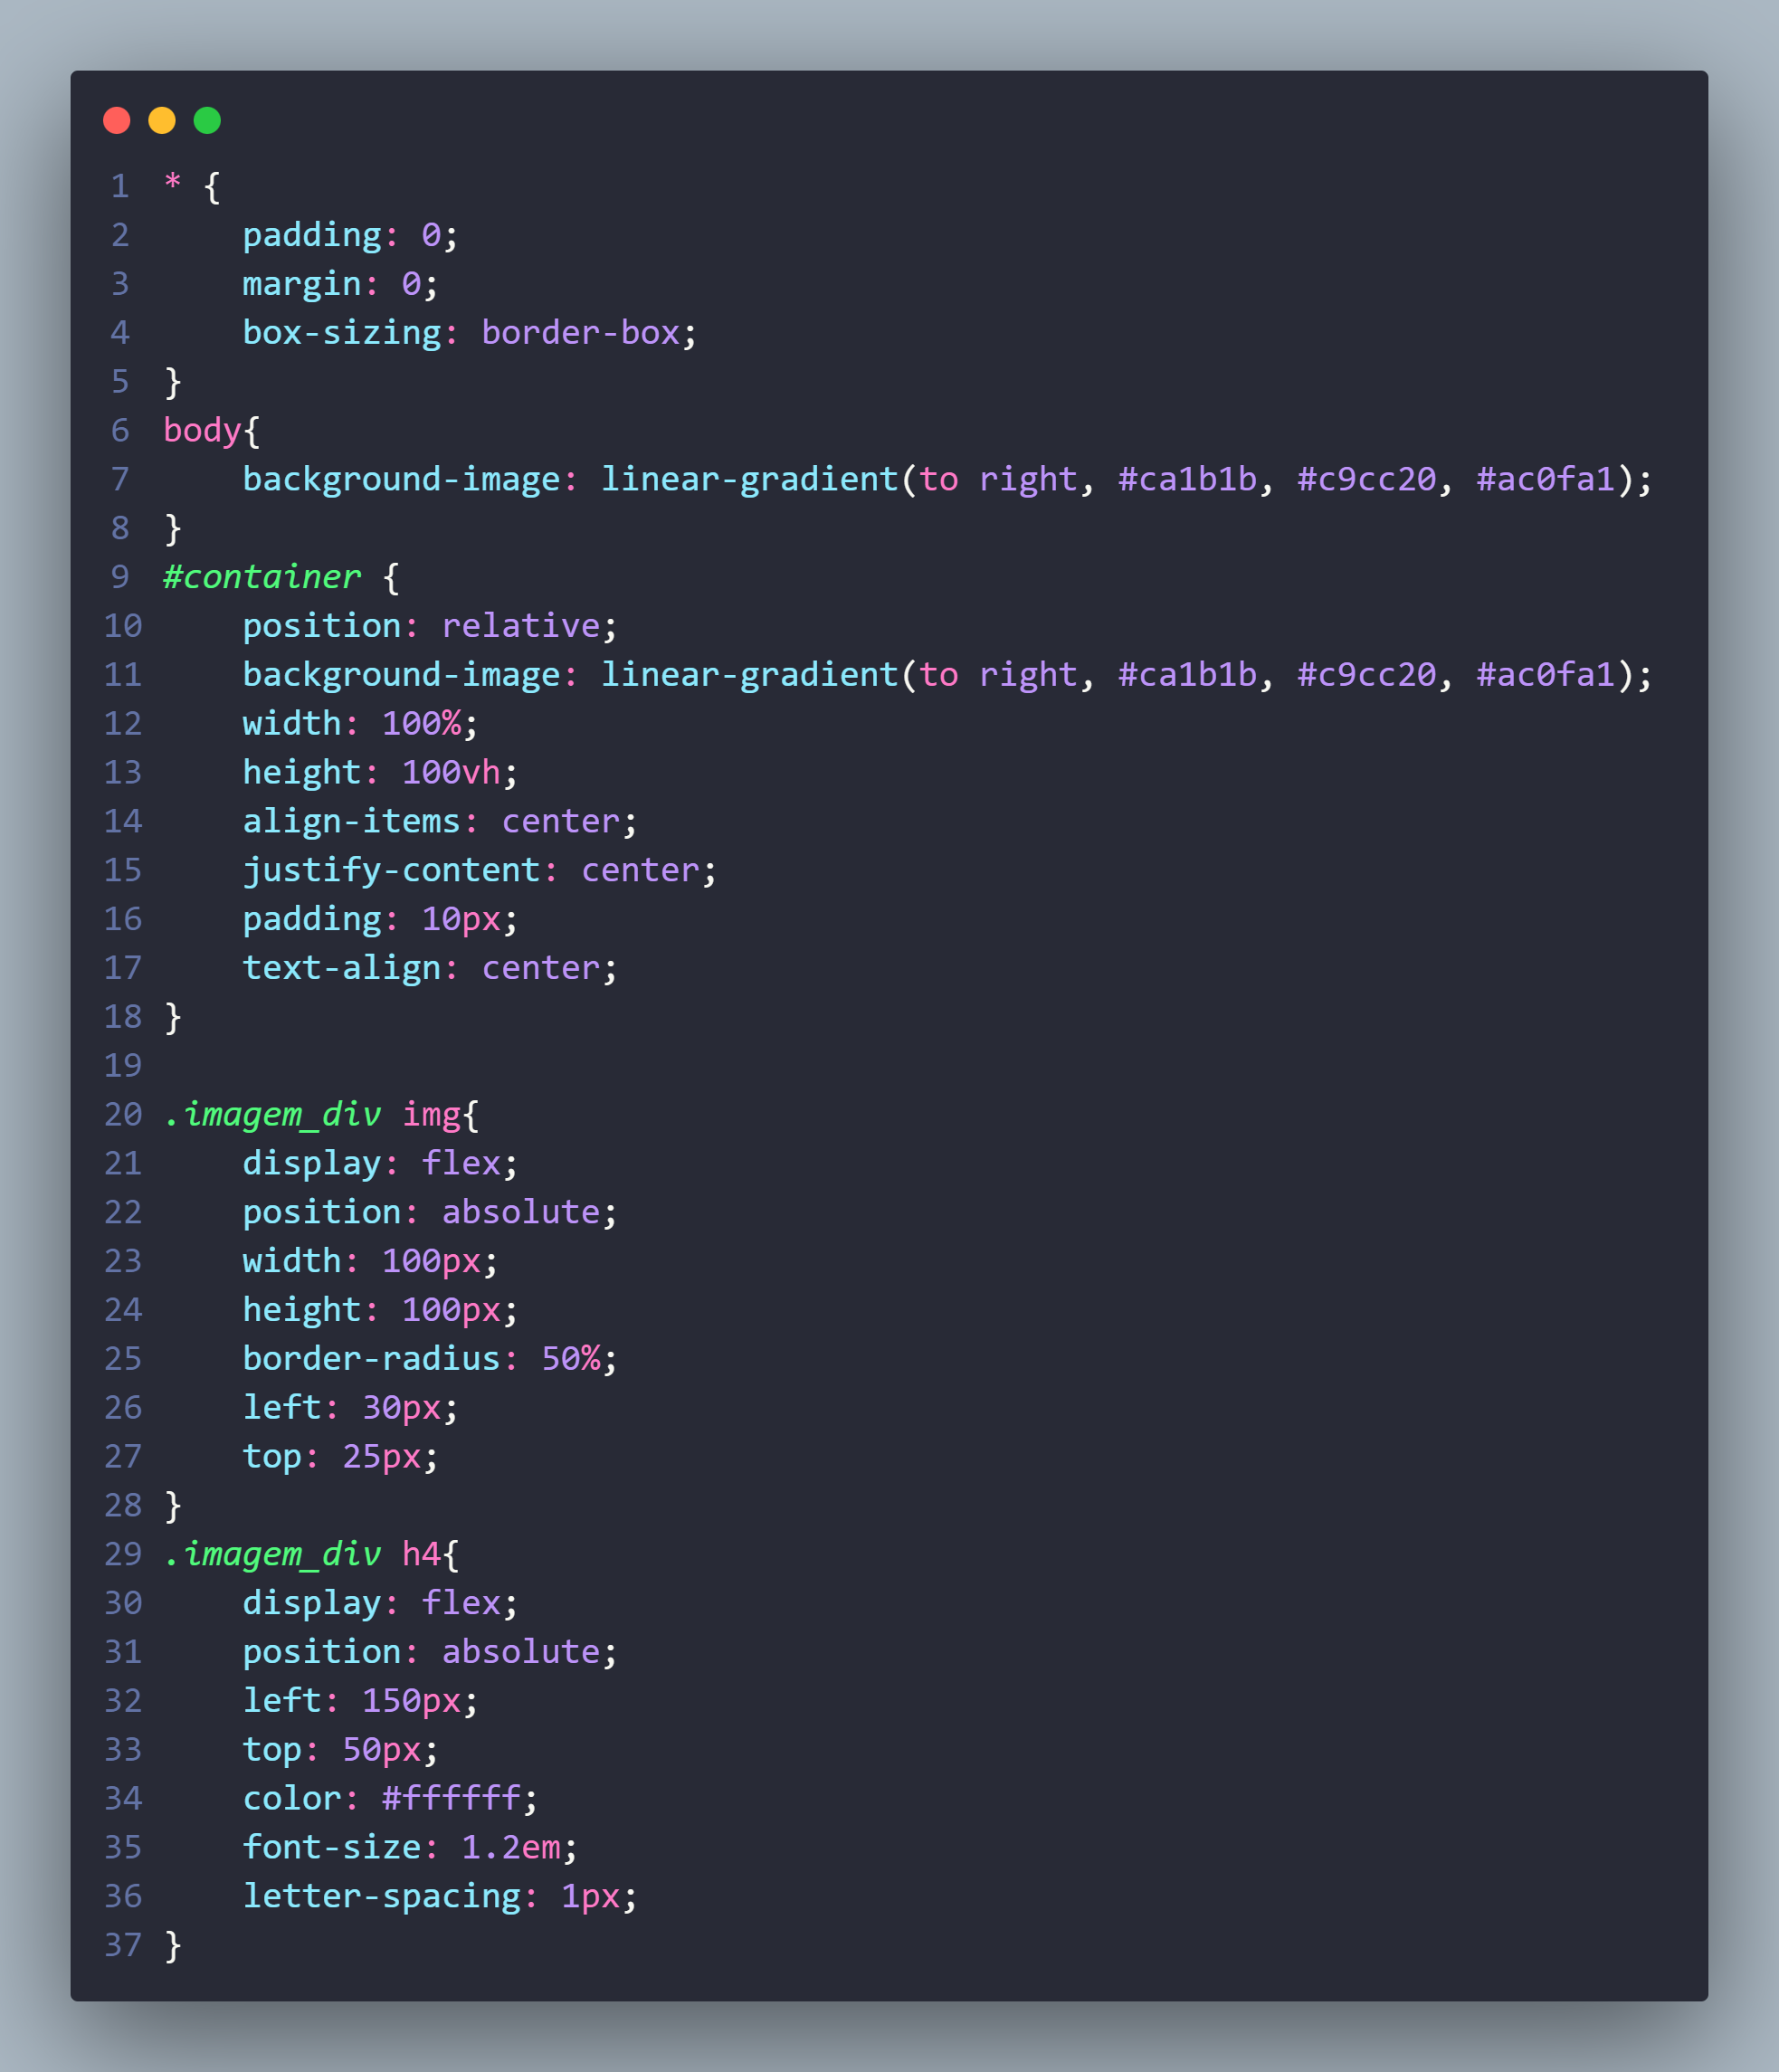 1 * {
2     padding: 0;
3     margin: 0;
4     box-sizing: border-box;
5 }
6 body{
7     background-image: linear-gradient(to right, #ca1b1b, #c9cc20, #ac0fa1);
8 }
9 #container {
10     position: relative;
11     background-image: linear-gradient(to right, #ca1b1b, #c9cc20, #ac0fa1);
12     width: 100%;
13     height: 100vh;
14     align-items: center;
15     justify-content: center;
16     padding: 10px;
17     text-align: center;
18 }
19
20 .imagem_div img{
21     display: flex;
22     position: absolute;
23     width: 100px;
24     height: 100px;
25     border-radius: 50%;
26     left: 30px;
27     top: 25px;
28 }
29 .imagem_div h4{
30     display: flex;
31     position: absolute;
32     left: 150px;
33     top: 50px;
34     color: #ffffff;
35     font-size: 1.2em;
36     letter-spacing: 1px;
37 }